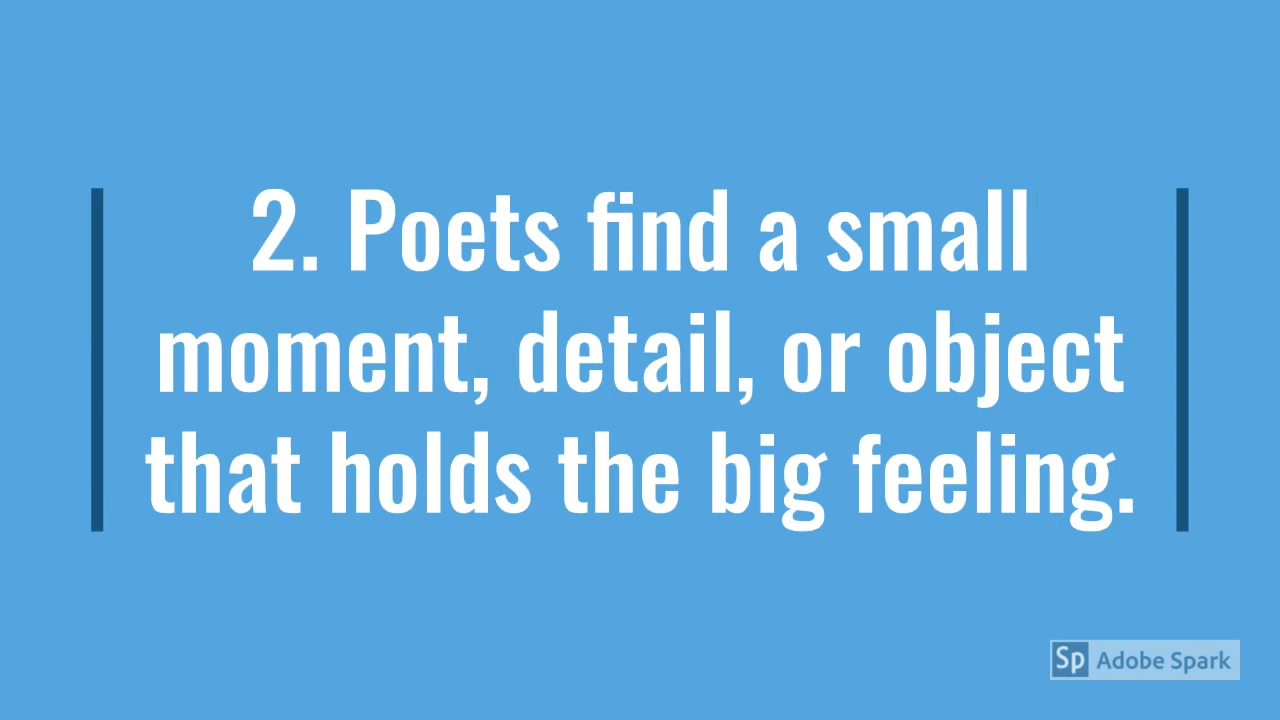 2. Poets find a small
moment, detail, or object
that holds the big feeling.
Sp Adobe Spark